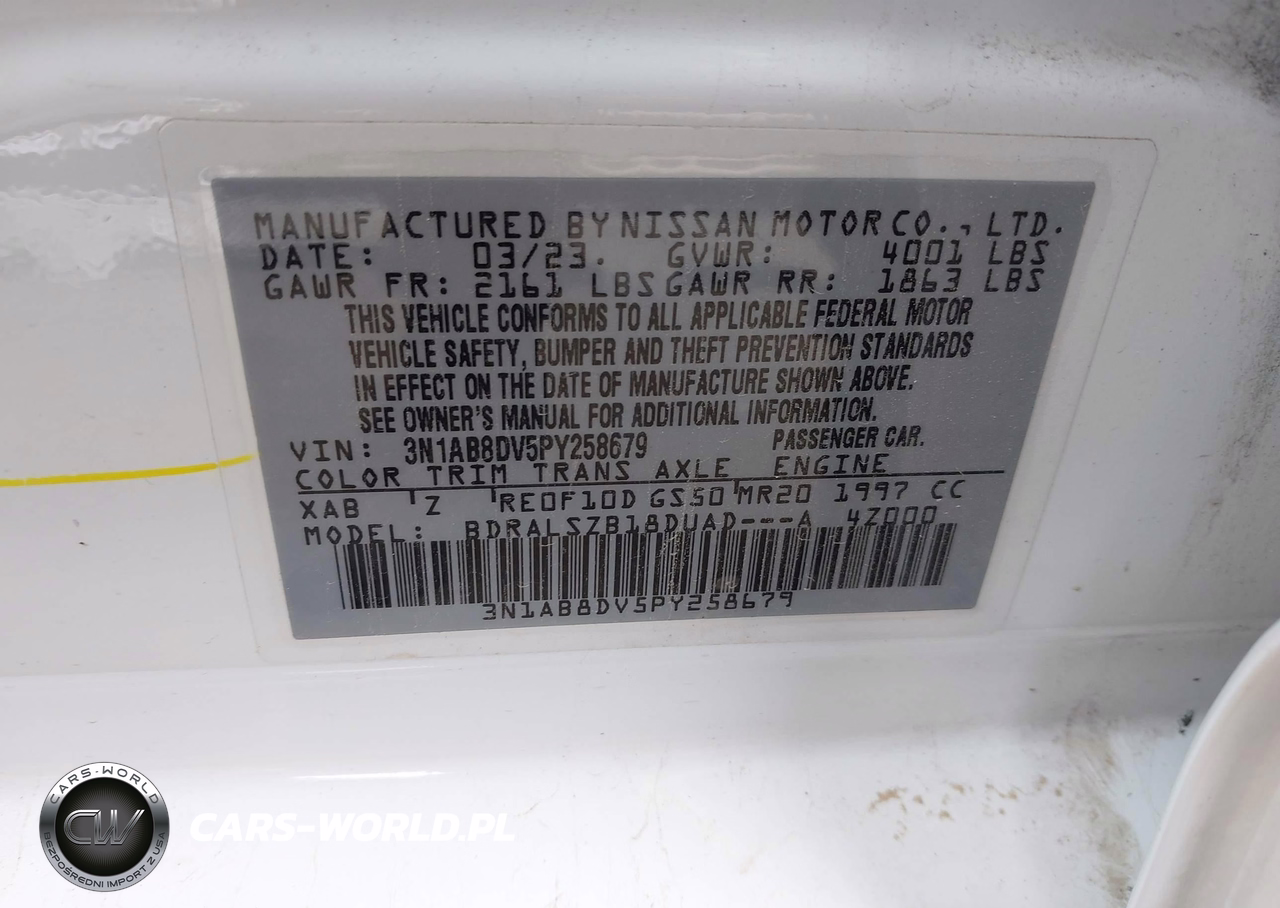 MANUFACTURED BY NISSAN MOTOR CO., LTD.
DATE: 03/23. GVWR: 4001 LBS
GAWR FR: 2161 LBS GAWR RR: 1863 LBS
THIS VEHICLE CONFORMS TO ALL APPLICABLE FEDERAL MOTOR
VEHICLE SAFETY, BUMPER AND THEFT PREVENTION STANDARDS
IN EFFECT ON THE DATE OF MANUFACTURE SHOWN ABOVE.
SEE OWNER'S MANUAL FOR ADDITIONAL INFORMATION.
VIN: 3N1AB8DV5PY258679 PASSENGER CAR.
COLOR TRIM TRANS AXLE ENGINE
XAB Z RE0F10D GS50 MR20 1997 CC
MODEL: BDRALSZB18DUAD---A 4Z000
3N1AB8DV5PY258679
CARS-WORLD
CW
BEZPOŚREDNI IMPORT Z USA
CARS-WORLD.PL